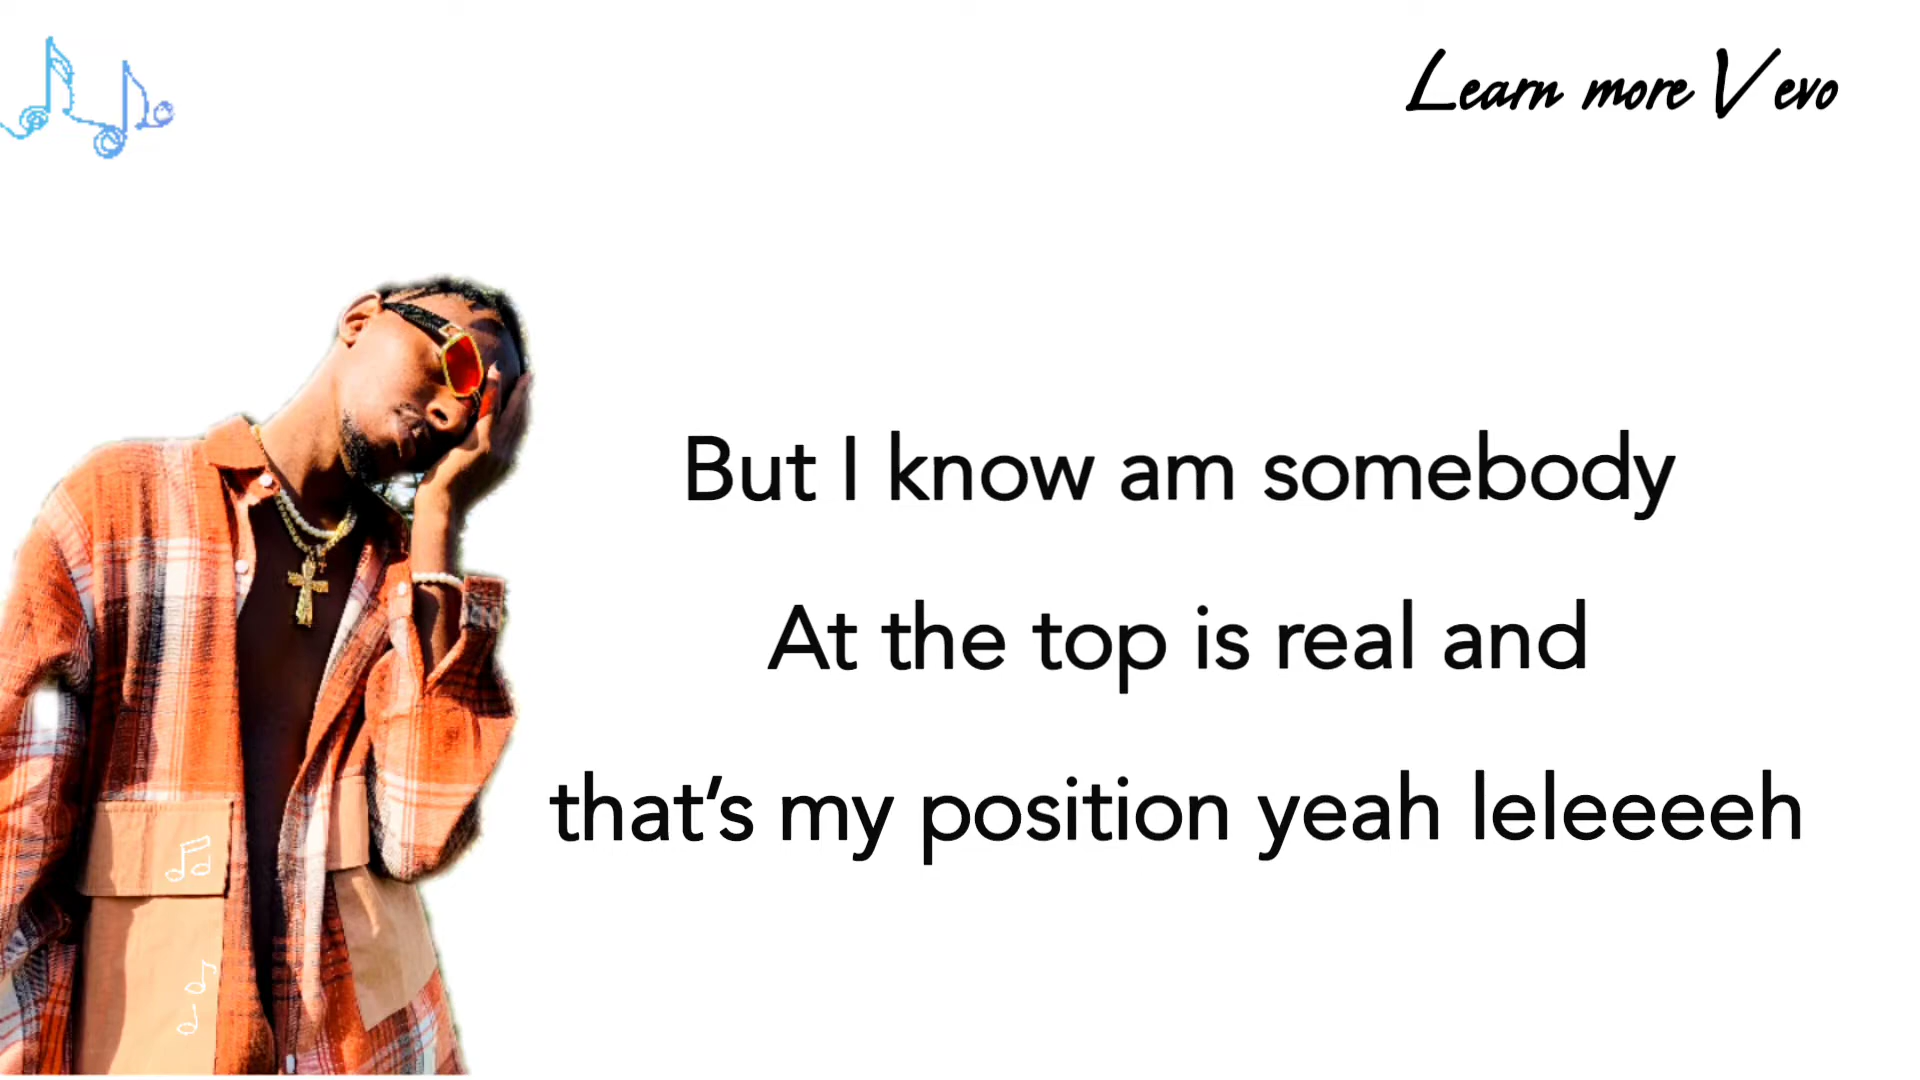 Learn more Vevo
But I know am somebody
At the top is real and
that's my position yeah leleeeeh